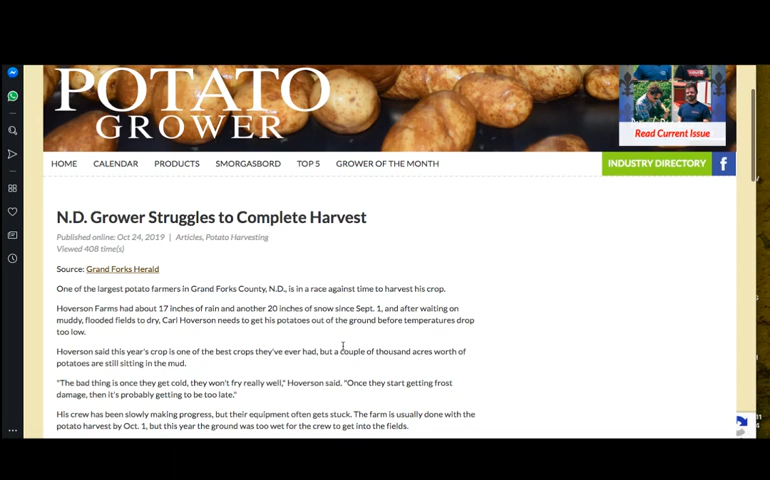 POTATO
GROWER
Read Current Issue
HOME CALENDAR PRODUCTS SMORGASBORD TOP 5 GROWER OF THE MONTH INDUSTRY DIRECTORY f
N.D. Grower Struggles to Complete Harvest
Published online: Oct 24, 2019 | Articles, Potato Harvesting
Viewed 408 time(s)
Source: Grand Forks Herald
One of the largest potato farmers in Grand Forks County, N.D., is in a race against time to harvest his crop.
Hoverson Farms had about 17 inches of rain and another 20 inches of snow since Sept. 1, and after waiting on
muddy, flooded fields to dry, Carl Hoverson needs to get his potatoes out of the ground before temperatures drop
too low.
Hoverson said this year's crop is one of the best crops they've ever had, but a couple of thousand acres worth of
potatoes are still sitting in the mud.
"The bad thing is once they get cold, they won't fry really well," Hoverson said. "Once they start getting frost
damage, then it's probably getting to be too late."
His crew has been slowly making progress, but their equipment often gets stuck. The farm is usually done with the
potato harvest by Oct. 1, but this year the ground was too wet for the crew to get into the fields.